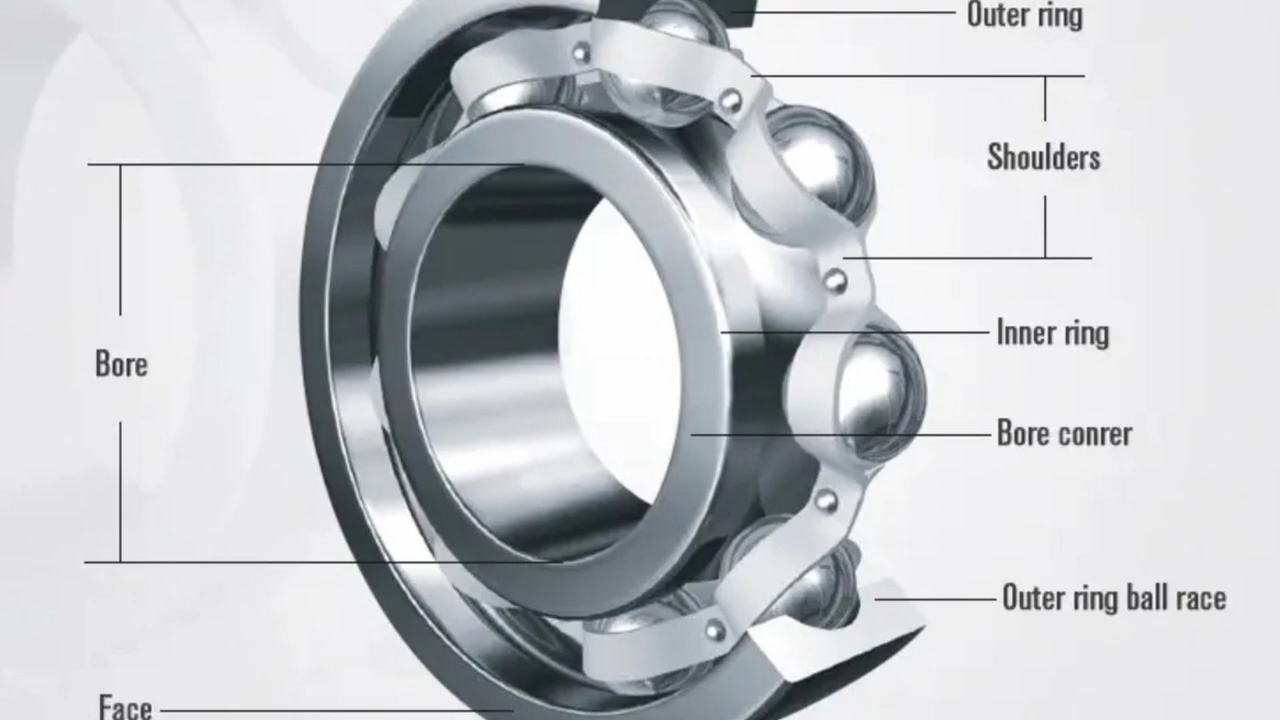 Outer ring
Shoulders
Inner ring
Bore
Bore conrer
Outer ring ball race
Face